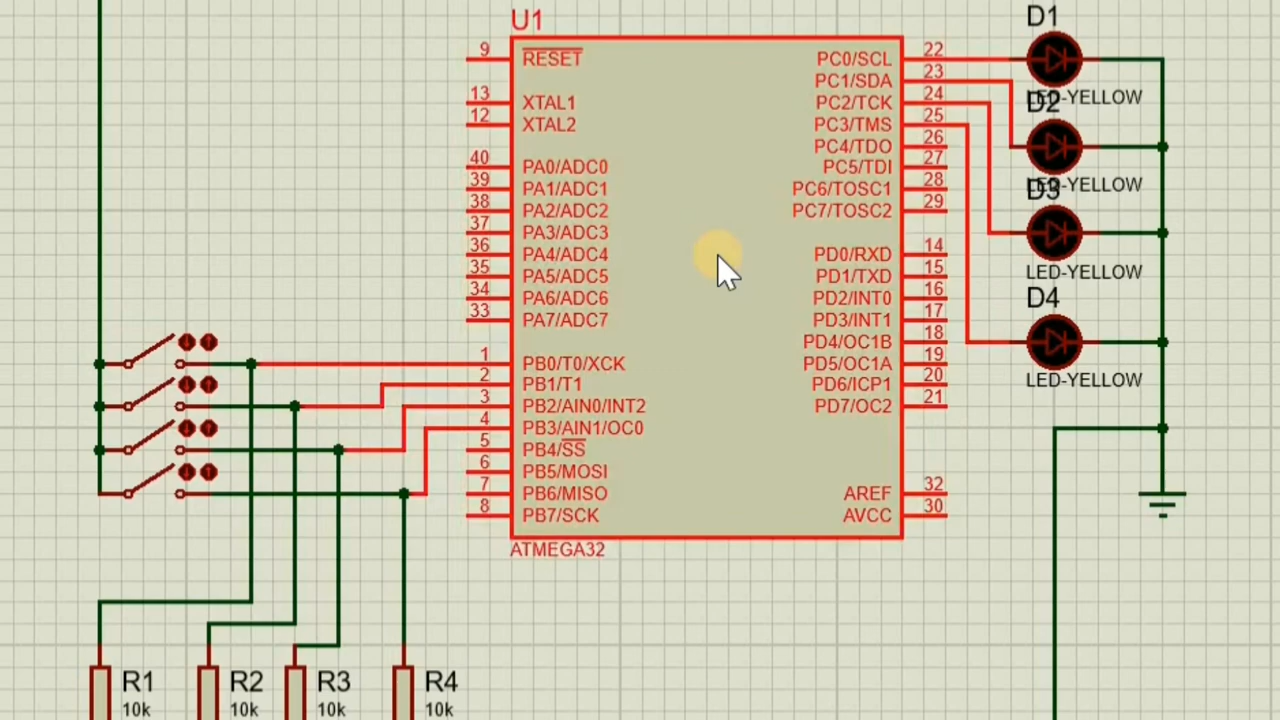 U1
9 RESET
13 XTAL1
12 XTAL2
40 PA0/ADC0
39 PA1/ADC1
38 PA2/ADC2
37 PA3/ADC3
36 PA4/ADC4
35 PA5/ADC5
34 PA6/ADC6
33 PA7/ADC7
1 PB0/T0/XCK
2 PB1/T1
3 PB2/AIN0/INT2
4 PB3/AIN1/OC0
5 PB4/SS
6 PB5/MOSI
7 PB6/MISO
8 PB7/SCK
PC0/SCL 22
PC1/SDA 23
PC2/TCK 24
PC3/TMS 25
PC4/TDO 26
PC5/TDI 27
PC6/TOSC1 28
PC7/TOSC2 29
PD0/RXD 14
PD1/TXD 15
PD2/INT0 16
PD3/INT1 17
PD4/OC1B 18
PD5/OC1A 19
PD6/ICP1 20
PD7/OC2 21
AREF 32
AVCC 30
ATMEGA32
D1
LED-YELLOW
D2
LED-YELLOW
D3
LED-YELLOW
D4
LED-YELLOW
R1
10k
R2
10k
R3
10k
R4
10k